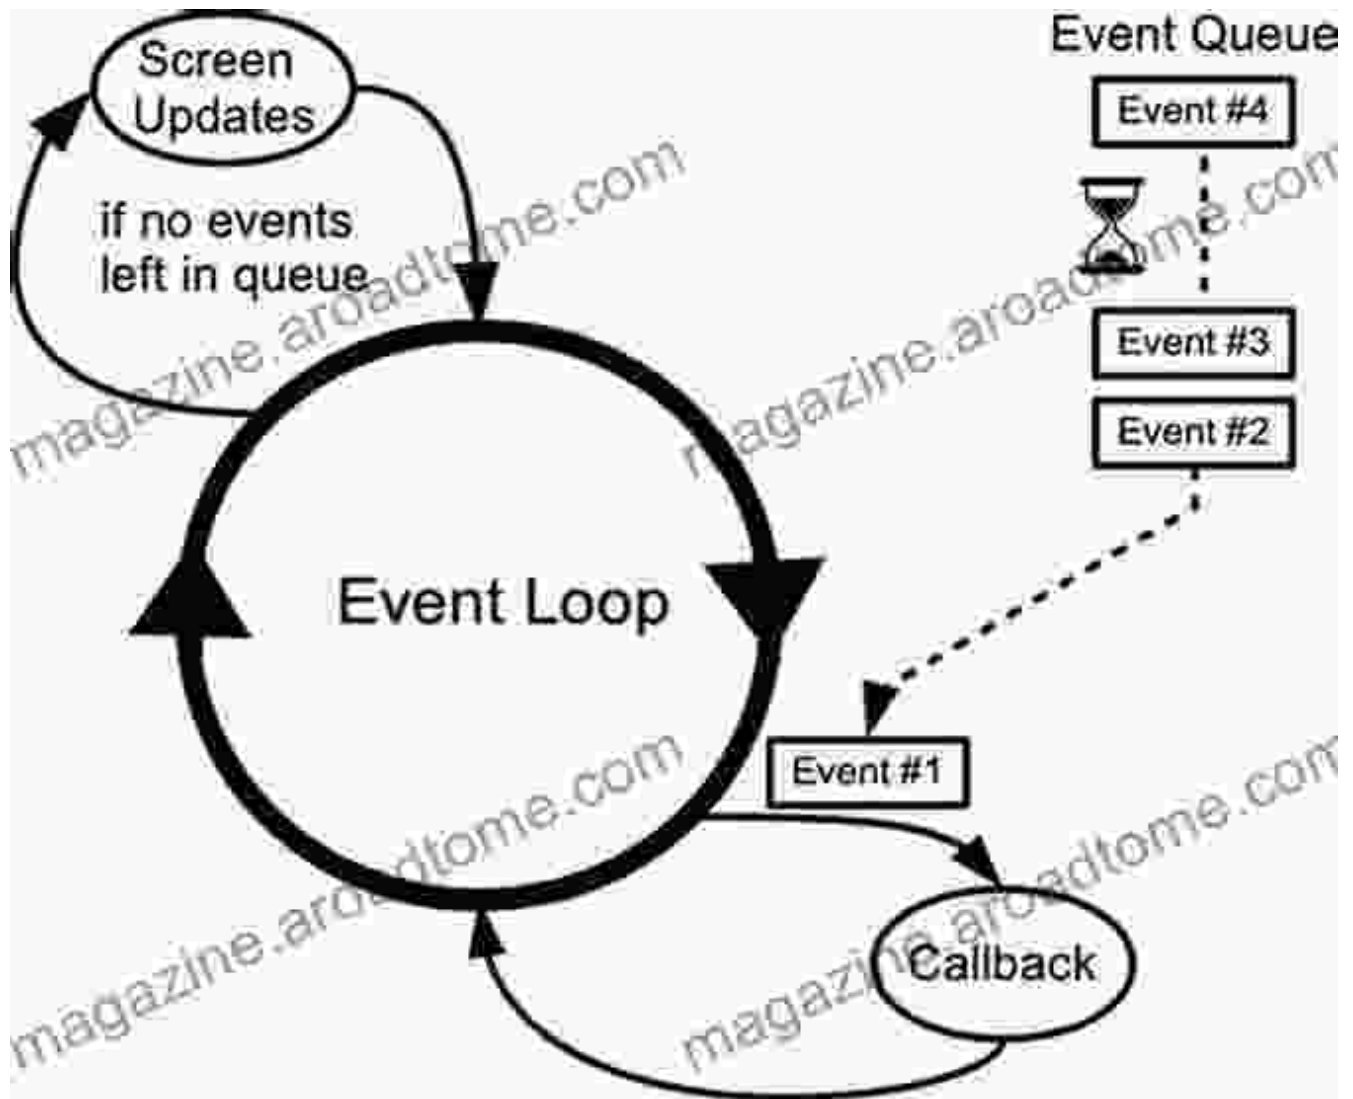 Screen
Updates
if no events
left in queue
Event Queue
Event #4
Event #3
Event #2
Event Loop
Event #1
Callback
magazine.aroadtome.com
magazine.aroadtome.com
magazine.aroadtome.com
magazine.aroadtome.com